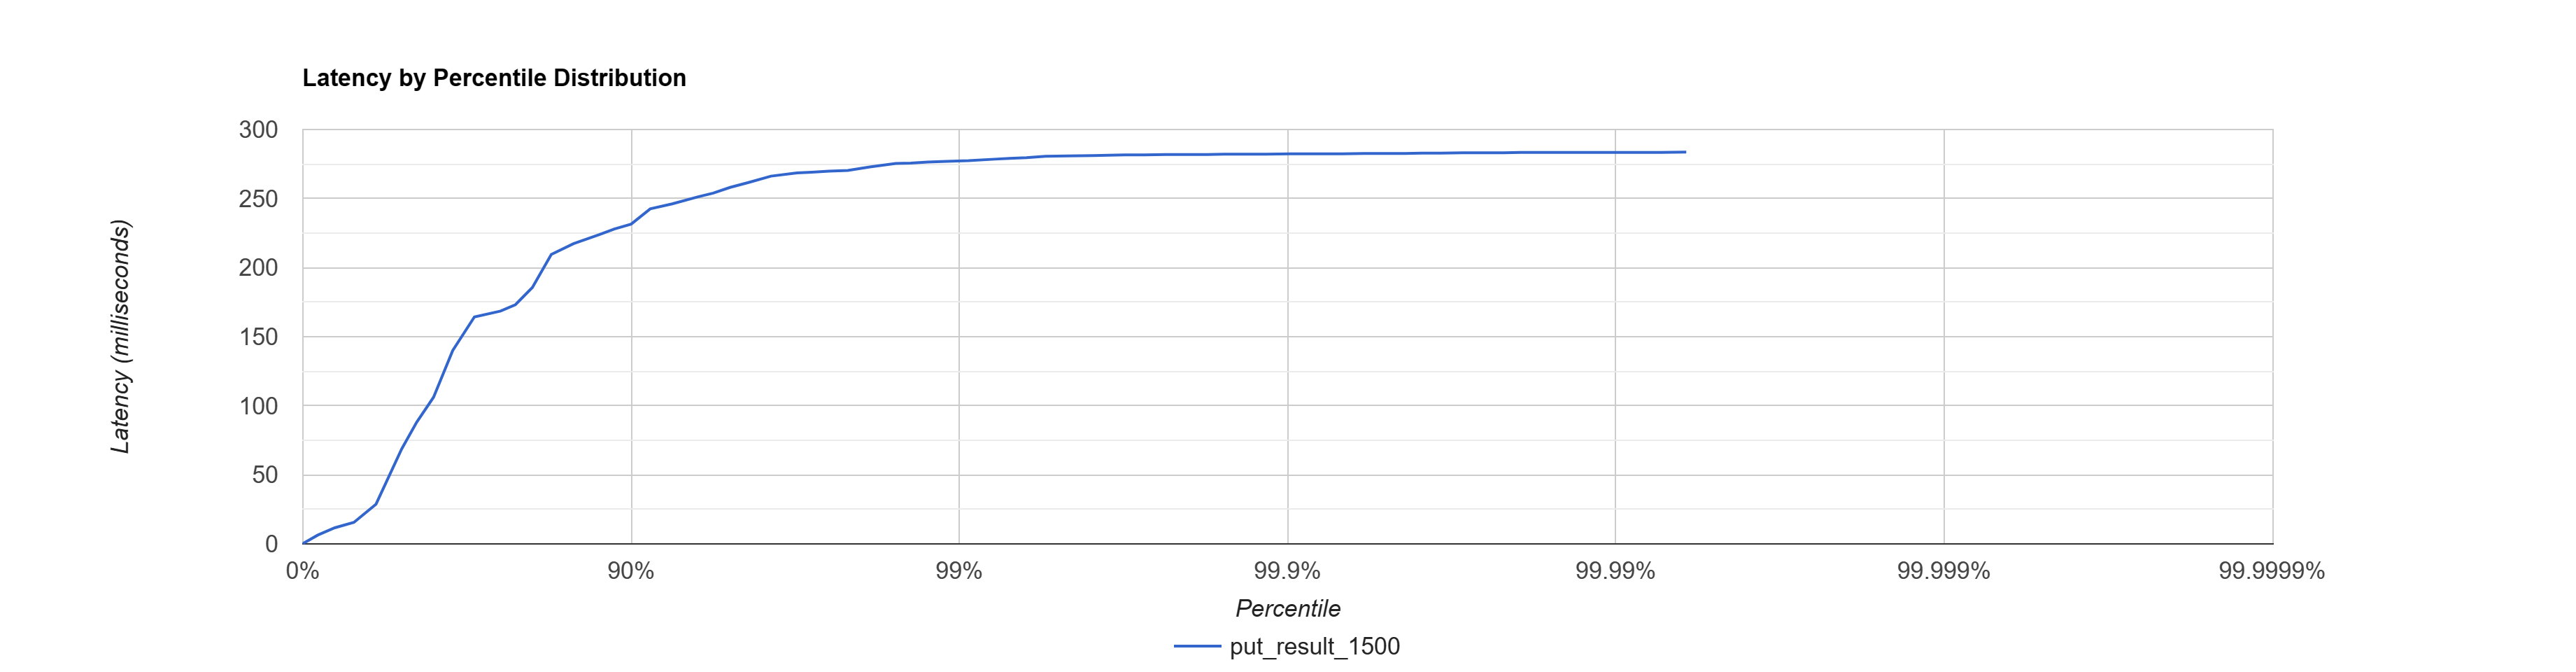 Latency by Percentile Distribution
300
250
200
150
100
50
0
Latency (milliseconds)
0% 90% 99% 99.9% 99.99% 99.999% 99.9999%
Percentile
put_result_1500